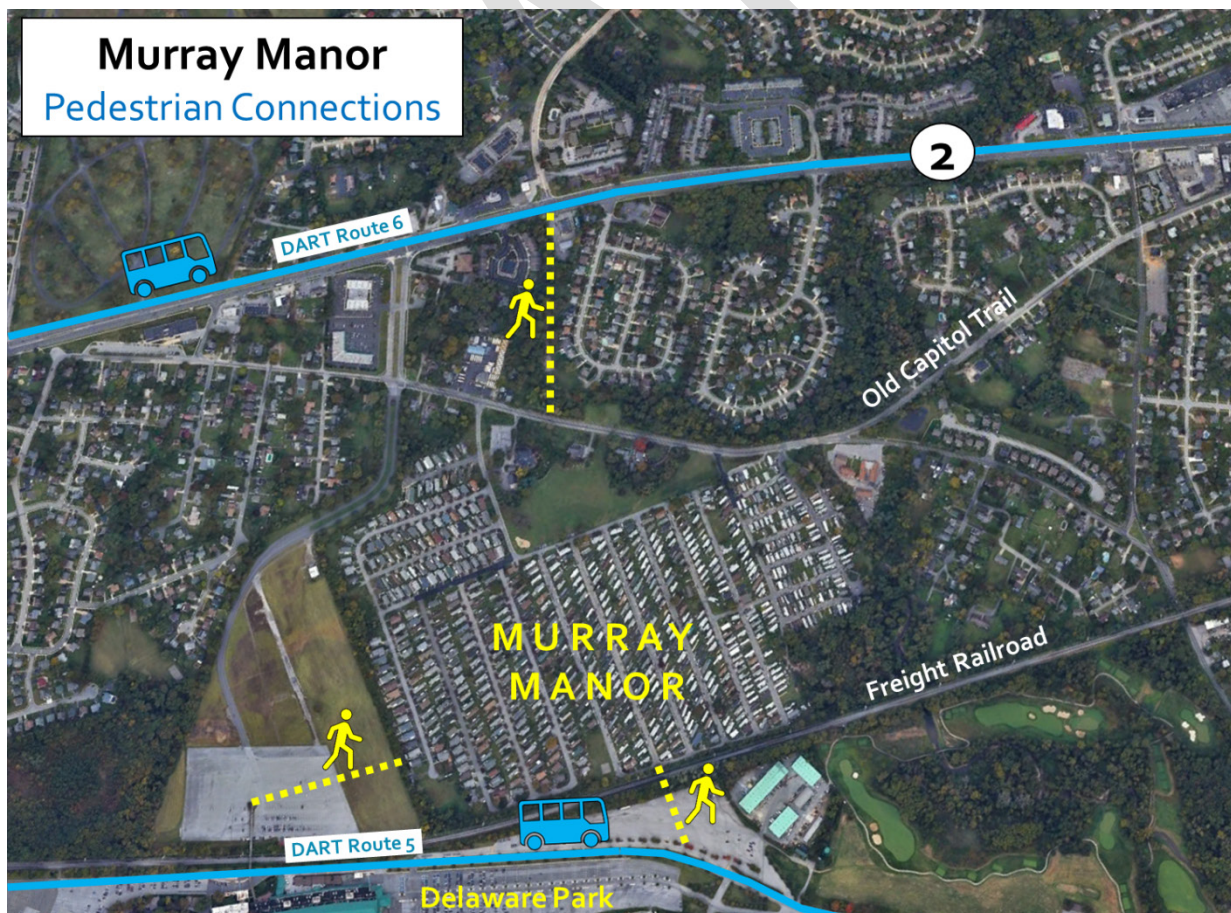 Murray Manor
Pedestrian Connections
2
DART Route 6
Old Capitol Trail
MURRAY
MANOR
Freight Railroad
DART Route 5
Delaware Park